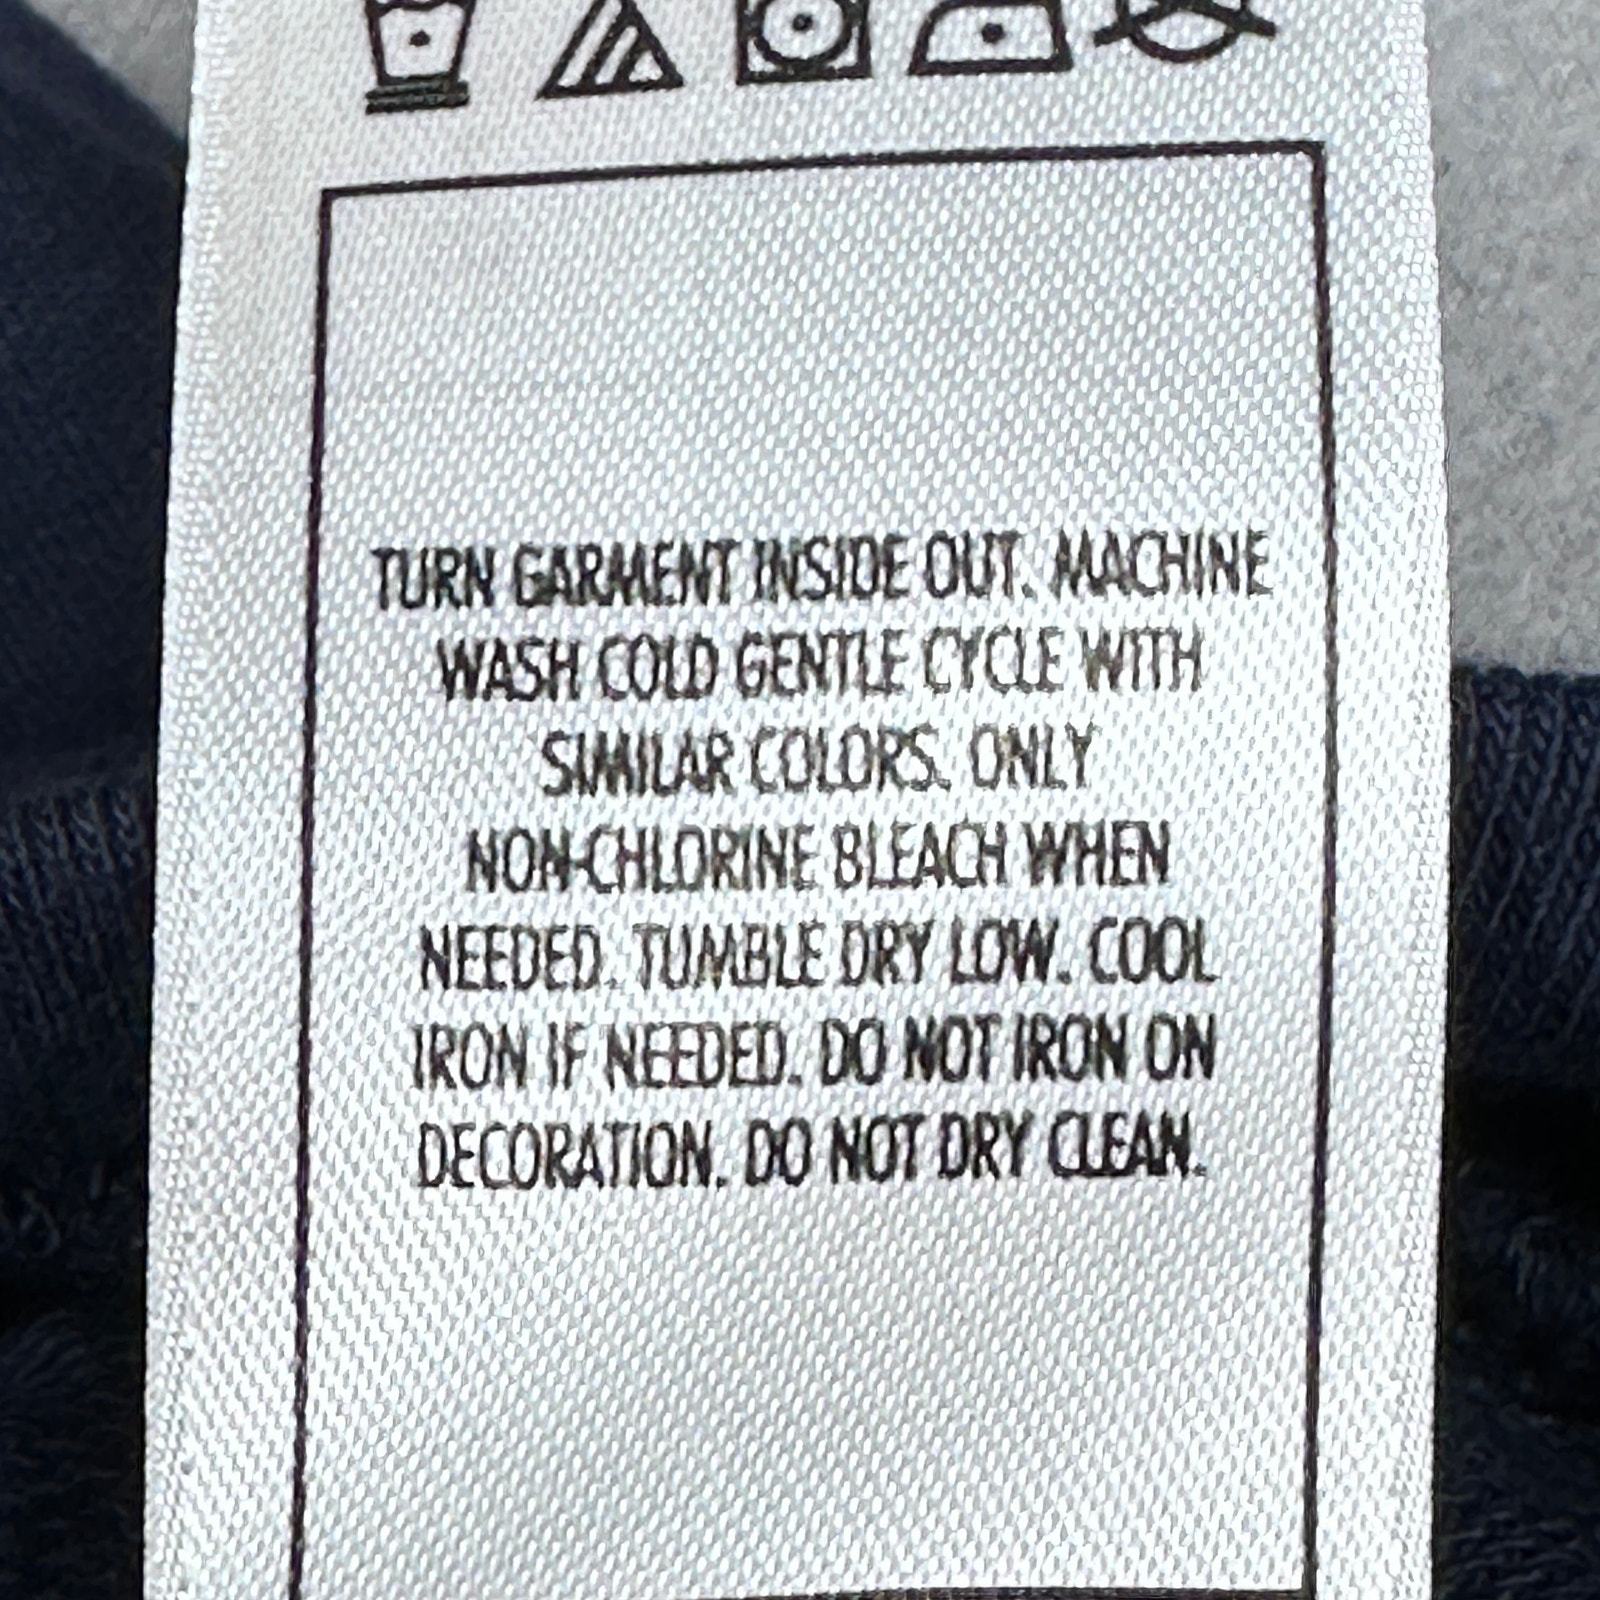 TURN GARMENT INSIDE OUT. MACHINE
WASH COLD GENTLE CYCLE WITH
SIMILAR COLORS. ONLY
NON-CHLORINE BLEACH WHEN
NEEDED. TUMBLE DRY LOW. COOL
IRON IF NEEDED. DO NOT IRON ON
DECORATION. DO NOT DRY CLEAN.